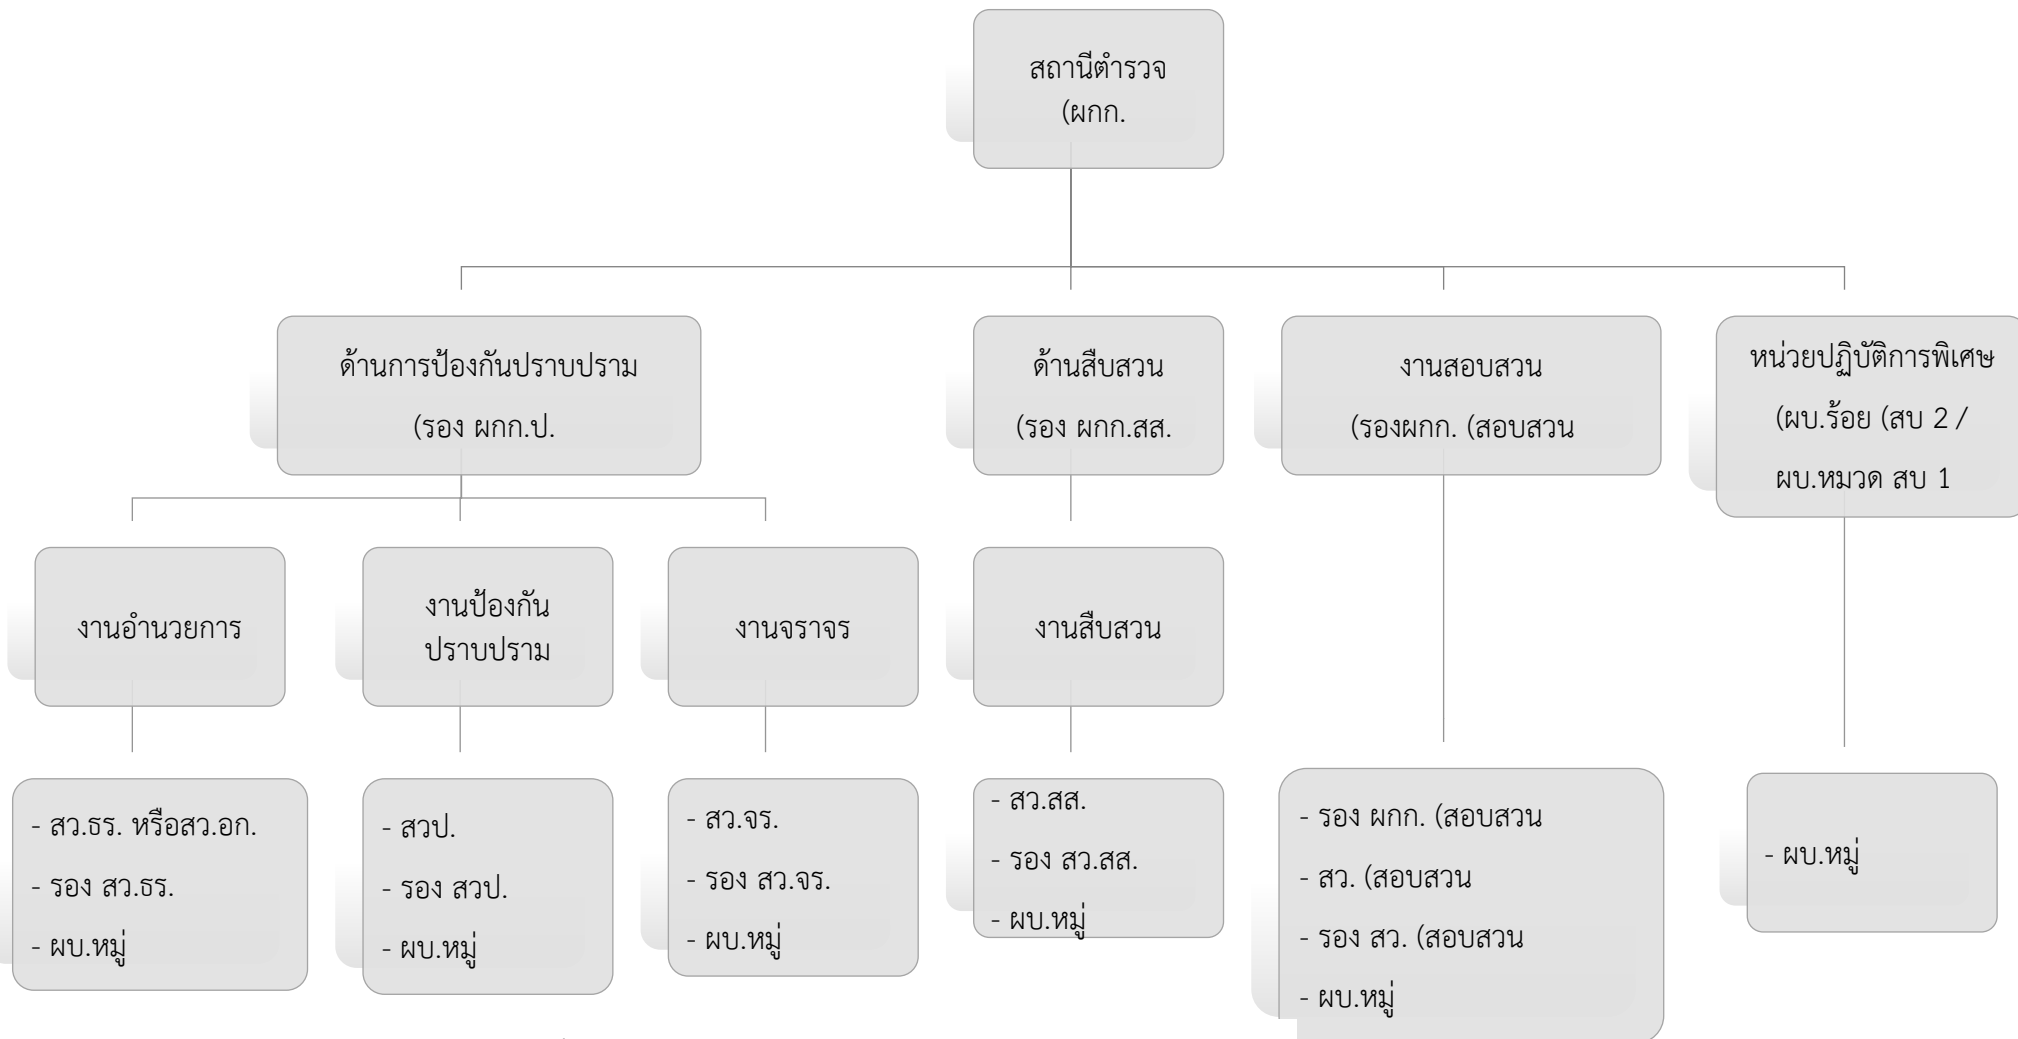 สถานีตำรวจ
(ผกก.
ด้านการป้องกันปราบปราม
(รอง ผกก.ป.
ด้านสืบสวน
(รอง ผกก.สส.
งานสอบสวน
(รองผกก. (สอบสวน
หน่วยปฏิบัติการพิเศษ
(ผบ.ร้อย (สบ 2 /
ผบ.หมวด สบ 1
งานอำนวยการ
งานป้องกัน
ปราบปราม
งานจราจร
งานสืบสวน
- สว.ธร. หรือสว.อก.
- รอง สว.ธร.
- ผบ.หมู่
- สวป.
- รอง สวป.
- ผบ.หมู่
- สว.จร.
- รอง สว.จร.
- ผบ.หมู่
- สว.สส.
- รอง สว.สส.
- ผบ.หมู่
- รอง ผกก. (สอบสวน
- สว. (สอบสวน
- รอง สว. (สอบสวน
- ผบ.หมู่
- ผบ.หมู่